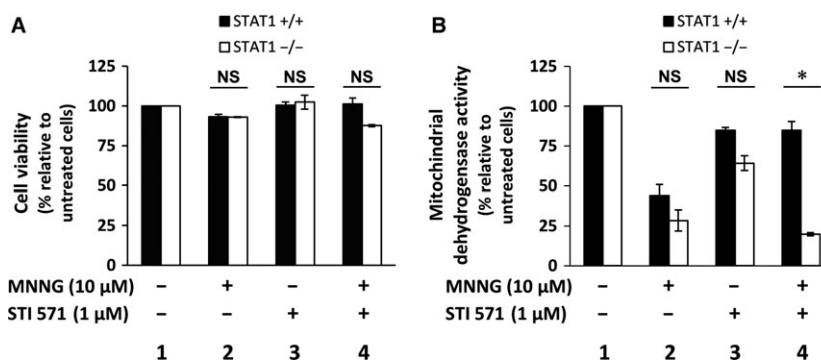 A
STAT1 +/+
STAT1 −/−
Cell viability
(% relative to
untreated cells)
125
100
75
50
25
0
NS
NS
NS
MNNG (10 µM)
− + − +
STI 571 (1 µM)
− − + +
1 2 3 4
B
STAT1 +/+
STAT1 −/−
Mitochindrial
dehydrogensase activity
(% relative to
untreated cells)
125
100
75
50
25
0
NS
NS
*
MNNG (10 µM)
− + − +
STI 571 (1 µM)
− − + +
1 2 3 4